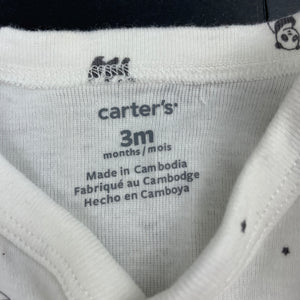 carter's
3m
months/mois
Made in Cambodia
Fabriqué au Cambodge
Hecho en Camboya